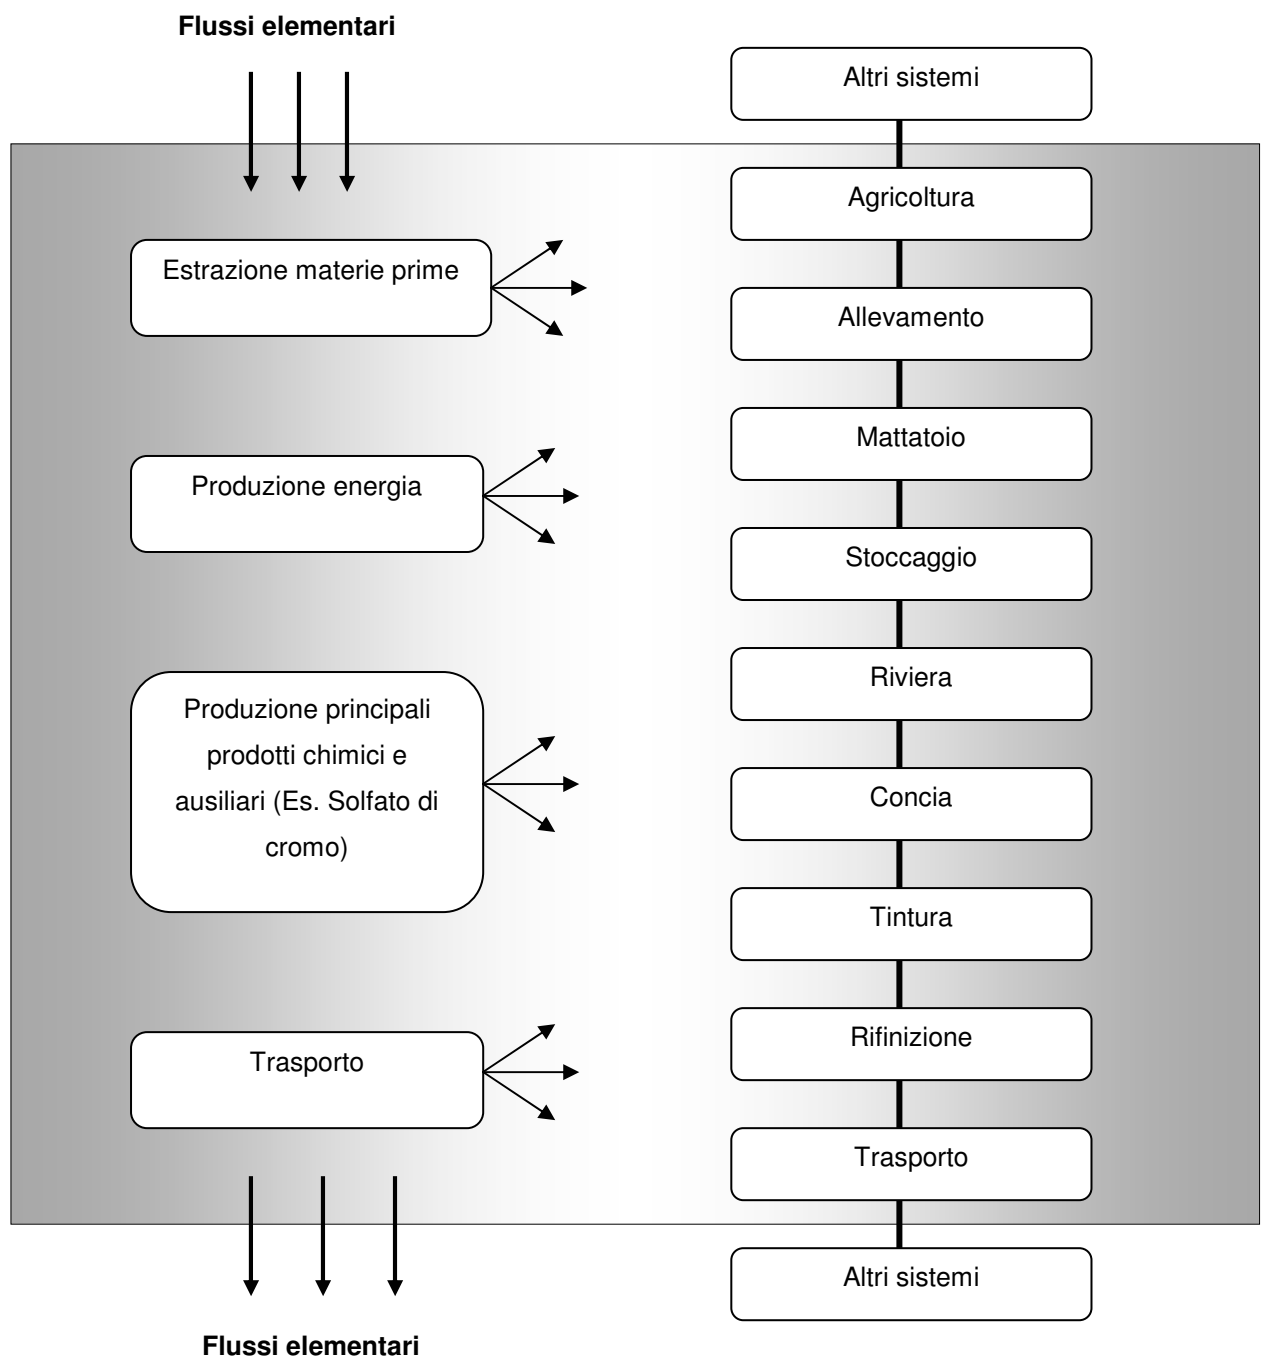 Flussi elementari
Altri sistemi
Agricoltura
Estrazione materie prime
Allevamento
Mattatoio
Produzione energia
Stoccaggio
Riviera
Produzione principali
prodotti chimici e
ausiliari (Es. Solfato di
cromo)
Concia
Tintura
Rifinizione
Trasporto
Trasporto
Altri sistemi
Flussi elementari